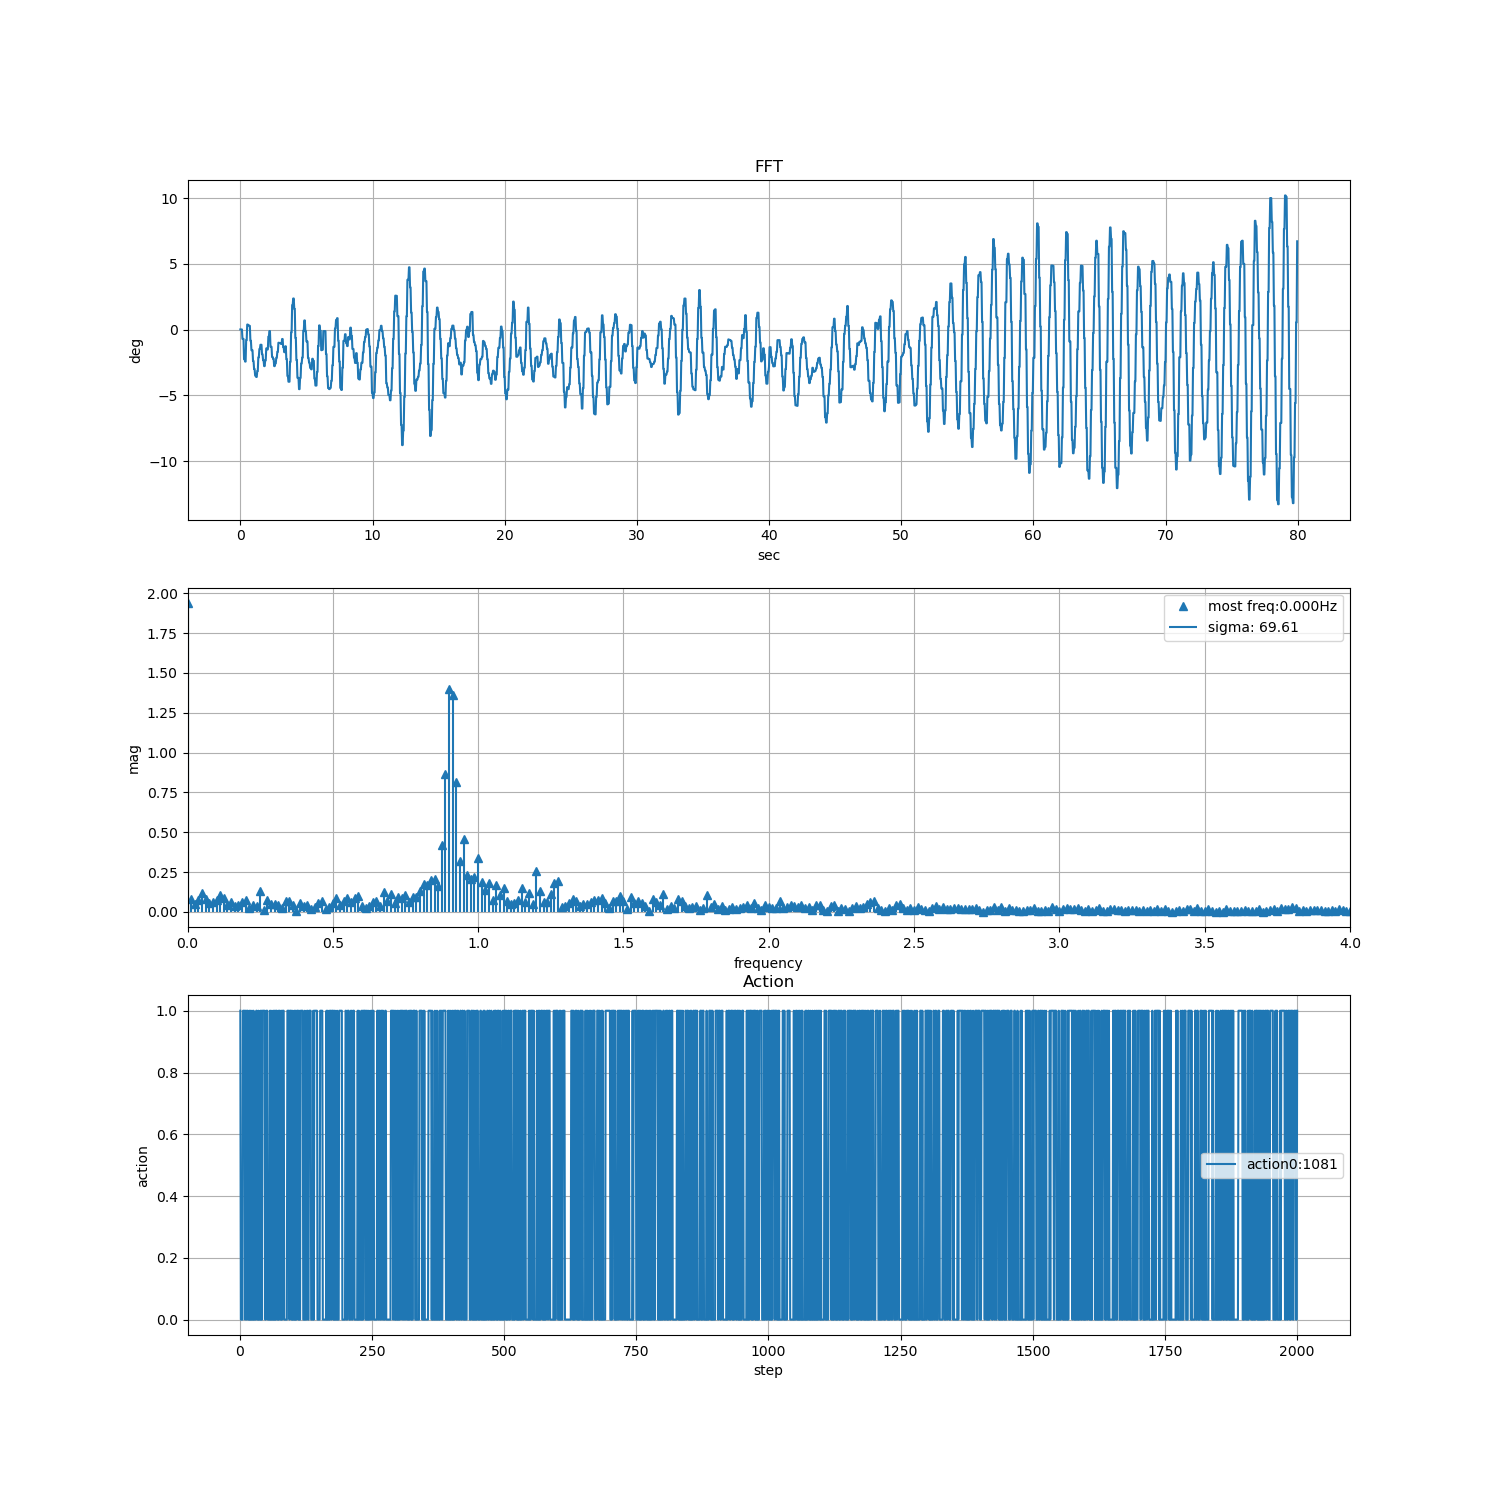 FFT
10
5
0
−5
−10
deg
0 10 20 30 40 50 60 70 80
sec
2.00
1.75
1.50
1.25
1.00
0.75
0.50
0.25
0.00
mag
most freq:0.000Hz
sigma: 69.61
0.0 0.5 1.0 1.5 2.0 2.5 3.0 3.5 4.0
frequency
Action
1.0
0.8
0.6
0.4
0.2
0.0
action
action0:1081
0 250 500 750 1000 1250 1500 1750 2000
step